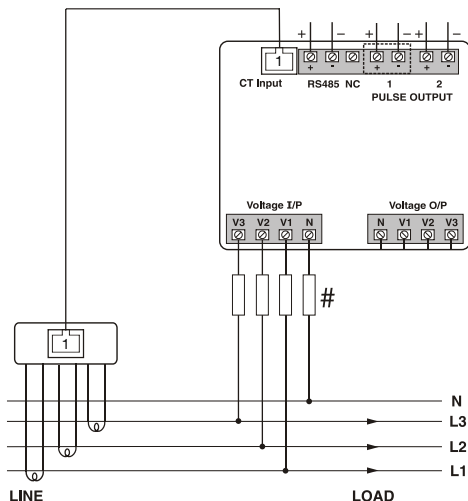 + − + − + −
1
+ - + - + -
CT Input RS485 NC 1 2
PULSE OUTPUT
Voltage I/P Voltage O/P
V3 V2 V1 N N V1 V2 V3
#
1
N
L3
L2
L1
LINE LOAD